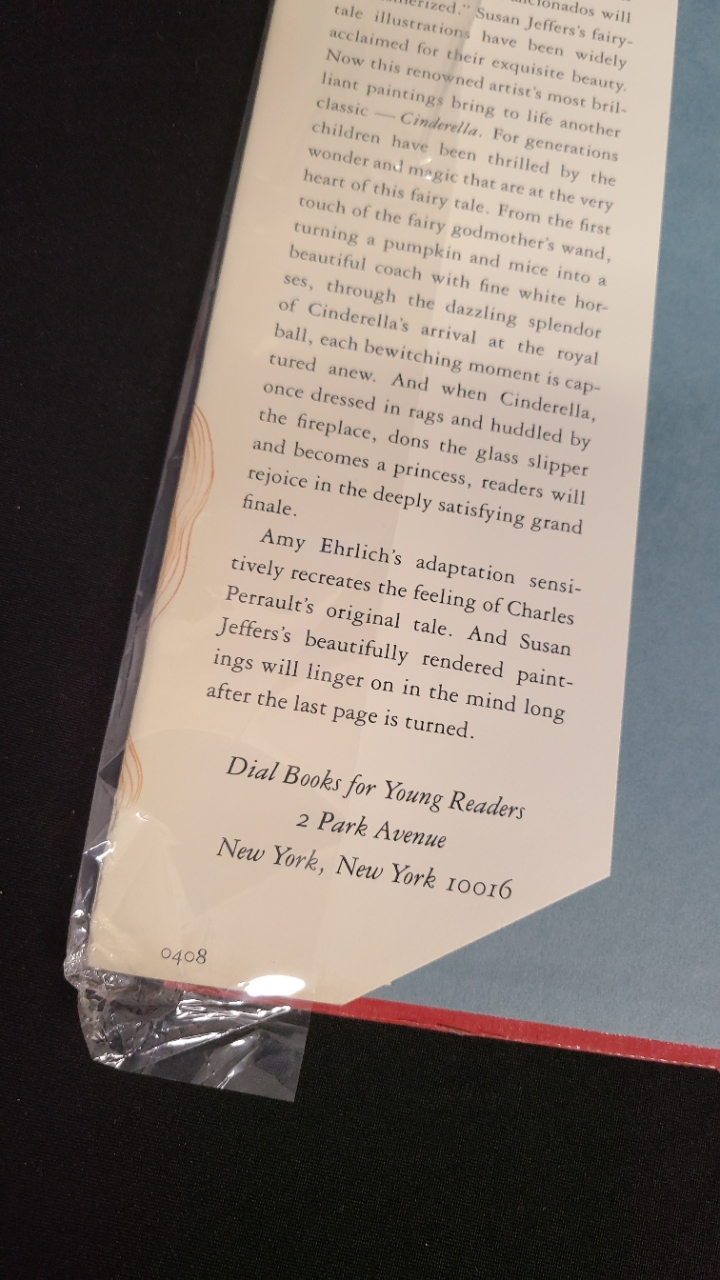 Susan Jeffers's fairy-
tale illustrations have been widely
acclaimed for their exquisite beauty.
Now this renowned artist's most bril-
liant paintings bring to life another
classic — Cinderella. For generations
children have been thrilled by the
wonder and magic that are at the very
heart of this fairy tale. From the first
touch of the fairy godmother's wand,
turning a pumpkin and mice into a
beautiful coach with fine white hor-
ses, through the dazzling splendor
of Cinderella's arrival at the royal
ball, each bewitching moment is cap-
tured anew. And when Cinderella,
once dressed in rags and huddled by
the fireplace, dons the glass slipper
and becomes a princess, readers will
rejoice in the deeply satisfying grand
finale.
Amy Ehrlich's adaptation sensi-
tively recreates the feeling of Charles
Perrault's original tale. And Susan
Jeffers's beautifully rendered paint-
ings will linger on in the mind long
after the last page is turned.
Dial Books for Young Readers
2 Park Avenue
New York, New York 10016
0408